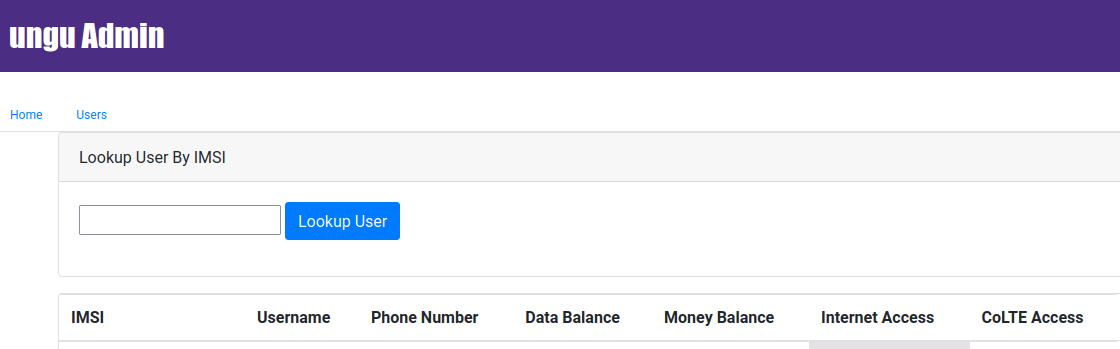 ungu Admin
Home Users
Lookup User By IMSI
Lookup User
IMSI Username Phone Number Data Balance Money Balance Internet Access CoLTE Access